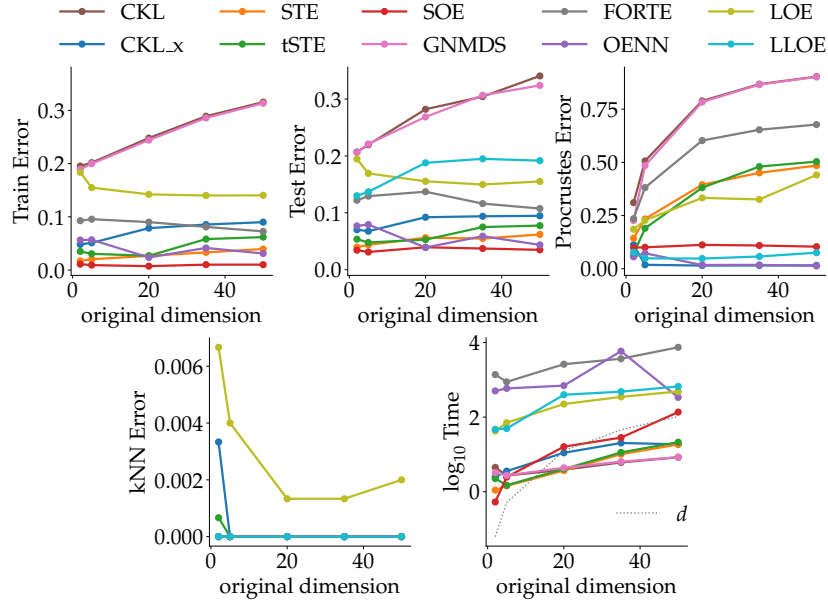 CKL STE SOE FORTE LOE
CKL_x tSTE GNMDS OENN LLOE
Train Error
0.3
0.2
0.1
0.0
0 20 40
original dimension
Test Error
0.3
0.2
0.1
0.0
0 20 40
original dimension
Procrustes Error
0.75
0.50
0.25
0.00
0 20 40
original dimension
kNN Error
0.006
0.004
0.002
0.000
0 20 40
original dimension
log₁₀ Time
4
2
0
d
0 20 40
original dimension